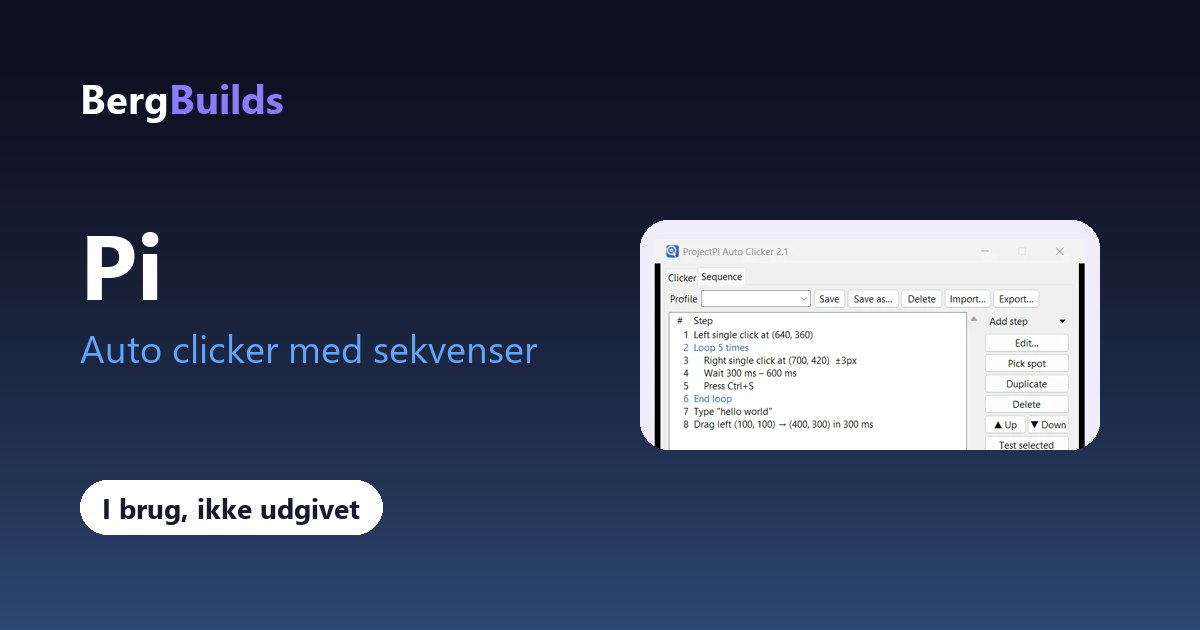 BergBuilds
Pi
Auto clicker med sekvenser
I brug, ikke udgivet
ProjectPi Auto Clicker 2.1
Clicker Sequence
Profile Save Save as... Delete Import... Export...
# Step
1 Left single click at (640, 360)
2 Loop 5 times
3 Right single click at (700, 420) ±3px
4 Wait 300 ms – 600 ms
5 Press Ctrl+S
6 End loop
7 Type "hello world"
8 Drag left (100, 100) → (400, 300) in 300 ms
Add step
Edit...
Pick spot
Duplicate
Delete
▲ Up ▼ Down
Test selected